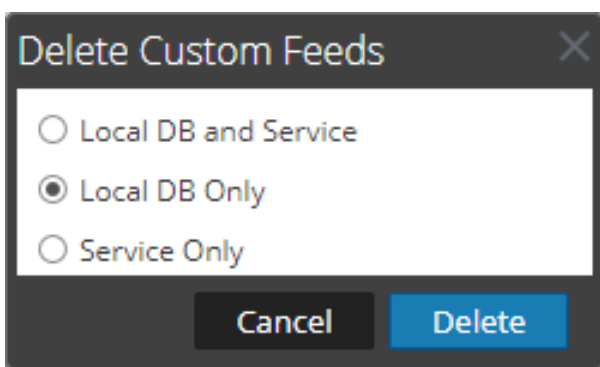 Delete Custom Feeds
Local DB and Service
Local DB Only
Service Only
Cancel Delete